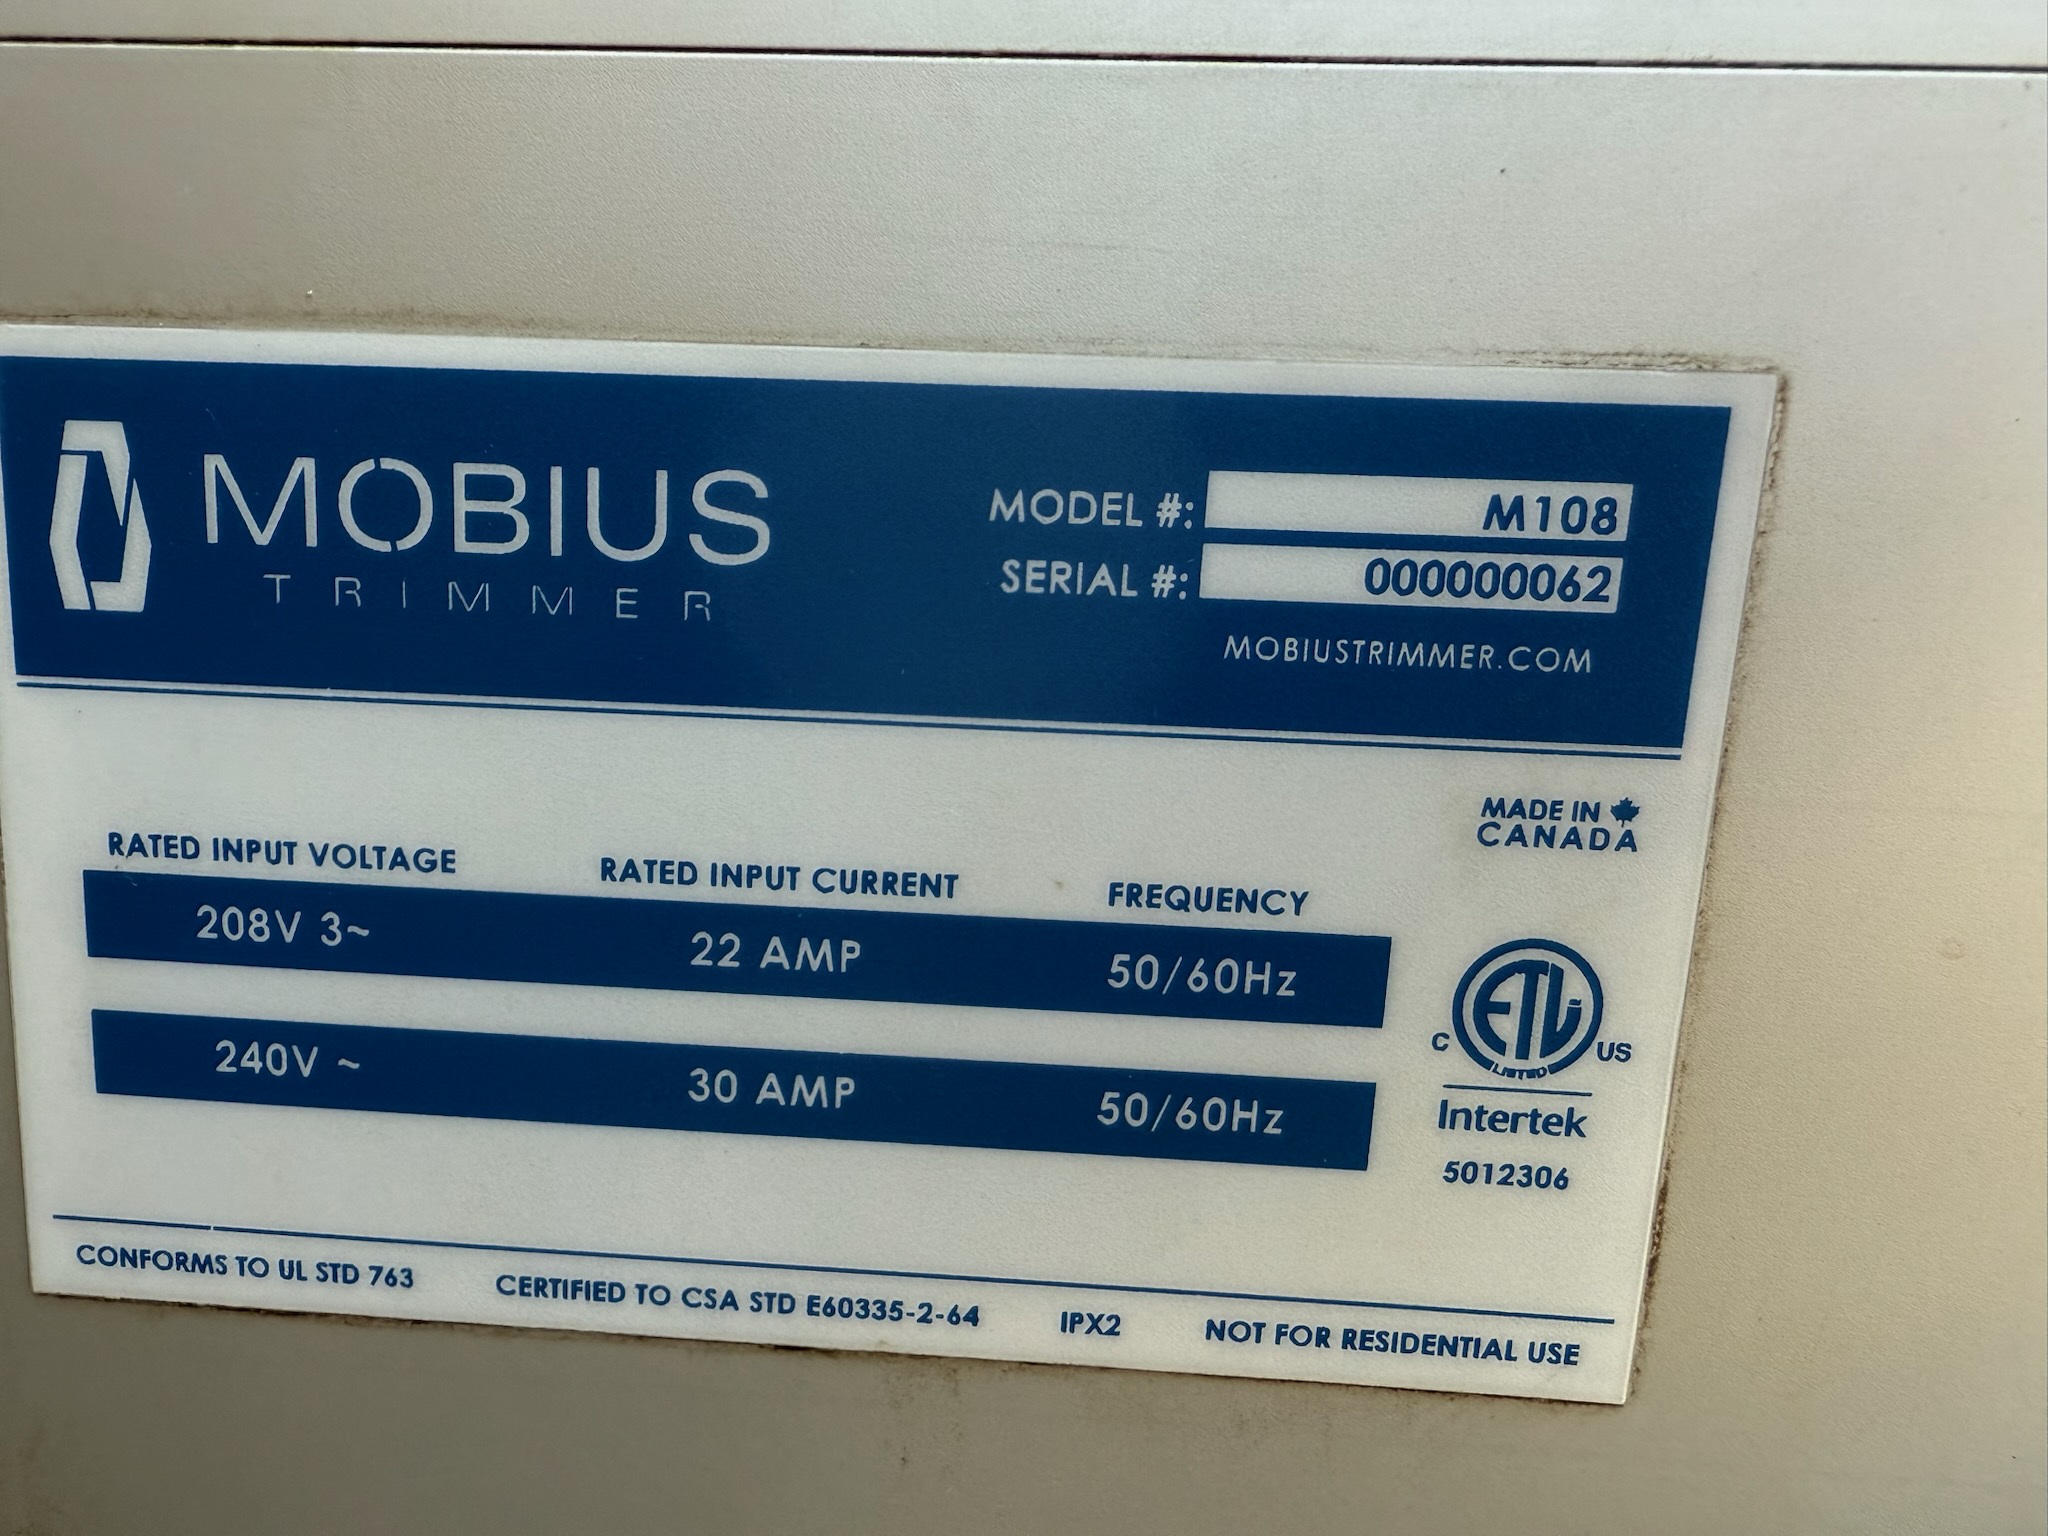 MOBIUS
TRIMMER
MODEL #: M108
SERIAL #: 000000062
MOBIUSTRIMMER.COM
MADE IN
CANADA
RATED INPUT VOLTAGE RATED INPUT CURRENT FREQUENCY
208V 3~ 22 AMP 50/60Hz
240V ~ 30 AMP 50/60Hz
ETL
C US
LISTED
Intertek
5012306
CONFORMS TO UL STD 763 CERTIFIED TO CSA STD E60335-2-64 IPX2 NOT FOR RESIDENTIAL USE